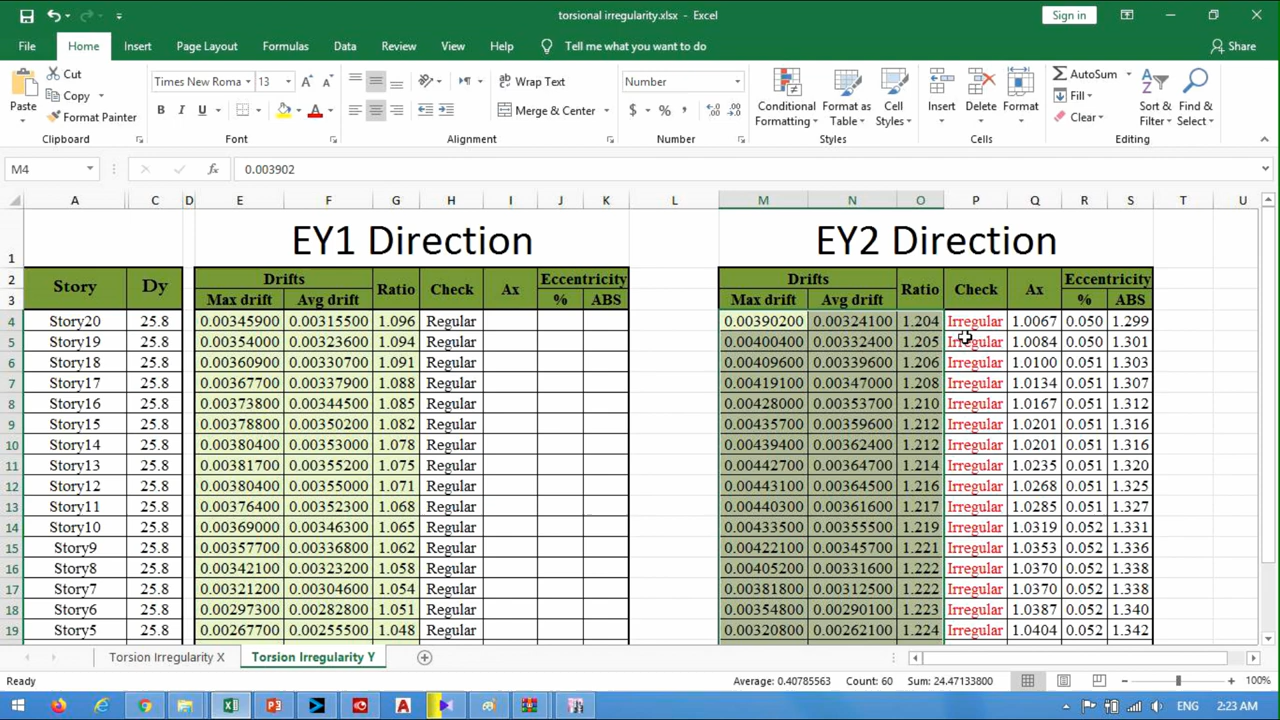 torsional irregularity.xlsx - Excel
Sign in
File Home Insert Page Layout Formulas Data Review View Help Tell me what you want to do Share
Paste
Cut
Copy
Format Painter
Clipboard
Times New Roma 13
B I U
Font
Wrap Text
Merge & Center
Alignment
Number
$ %
Number
Conditional Formatting
Format as Table
Cell Styles
Styles
Insert Delete Format
Cells
AutoSum
Fill
Clear
Sort & Filter
Find & Select
Editing
M4 fx 0.003902
A C D E F G H I J K L M N O P Q R S T U
1 EY1 Direction EY2 Direction
2 Story Dy Drifts Ratio Check Ax Eccentricity Drifts Ratio Check Ax Eccentricity
3 Max drift Avg drift % ABS Max drift Avg drift % ABS
4 Story20 25.8 0.00345900 0.00315500 1.096 Regular 0.00390200 0.00324100 1.204 Irregular 1.0067 0.050 1.299
5 Story19 25.8 0.00354000 0.00323600 1.094 Regular 0.00400400 0.00332400 1.205 Irregular 1.0084 0.050 1.301
6 Story18 25.8 0.00360900 0.00330700 1.091 Regular 0.00409600 0.00339600 1.206 Irregular 1.0100 0.051 1.303
7 Story17 25.8 0.00367700 0.00337900 1.088 Regular 0.00419100 0.00347000 1.208 Irregular 1.0134 0.051 1.307
8 Story16 25.8 0.00373800 0.00344500 1.085 Regular 0.00428000 0.00353700 1.210 Irregular 1.0167 0.051 1.312
9 Story15 25.8 0.00378800 0.00350200 1.082 Regular 0.00435700 0.00359600 1.212 Irregular 1.0201 0.051 1.316
10 Story14 25.8 0.00380400 0.00353000 1.078 Regular 0.00439400 0.00362400 1.212 Irregular 1.0201 0.051 1.316
11 Story13 25.8 0.00381700 0.00355200 1.075 Regular 0.00442700 0.00364700 1.214 Irregular 1.0235 0.051 1.320
12 Story12 25.8 0.00380400 0.00355100 1.071 Regular 0.00443100 0.00364500 1.216 Irregular 1.0268 0.051 1.325
13 Story11 25.8 0.00376400 0.00352300 1.068 Regular 0.00440300 0.00361600 1.217 Irregular 1.0285 0.051 1.327
14 Story10 25.8 0.00369000 0.00346300 1.065 Regular 0.00433500 0.00355500 1.219 Irregular 1.0319 0.052 1.331
15 Story9 25.8 0.00357700 0.00336800 1.062 Regular 0.00422100 0.00345700 1.221 Irregular 1.0353 0.052 1.336
16 Story8 25.8 0.00342100 0.00323200 1.058 Regular 0.00405200 0.00331600 1.222 Irregular 1.0370 0.052 1.338
17 Story7 25.8 0.00321200 0.00304600 1.054 Regular 0.00381800 0.00312500 1.222 Irregular 1.0370 0.052 1.338
18 Story6 25.8 0.00297300 0.00282800 1.051 Regular 0.00354800 0.00290100 1.223 Irregular 1.0387 0.052 1.340
19 Story5 25.8 0.00267700 0.00255500 1.048 Regular 0.00320800 0.00262100 1.224 Irregular 1.0404 0.052 1.342
Torsion Irregularity X Torsion Irregularity Y
Ready Average: 0.40785563 Count: 60 Sum: 24.47133800 100%
ENG 2:23 AM